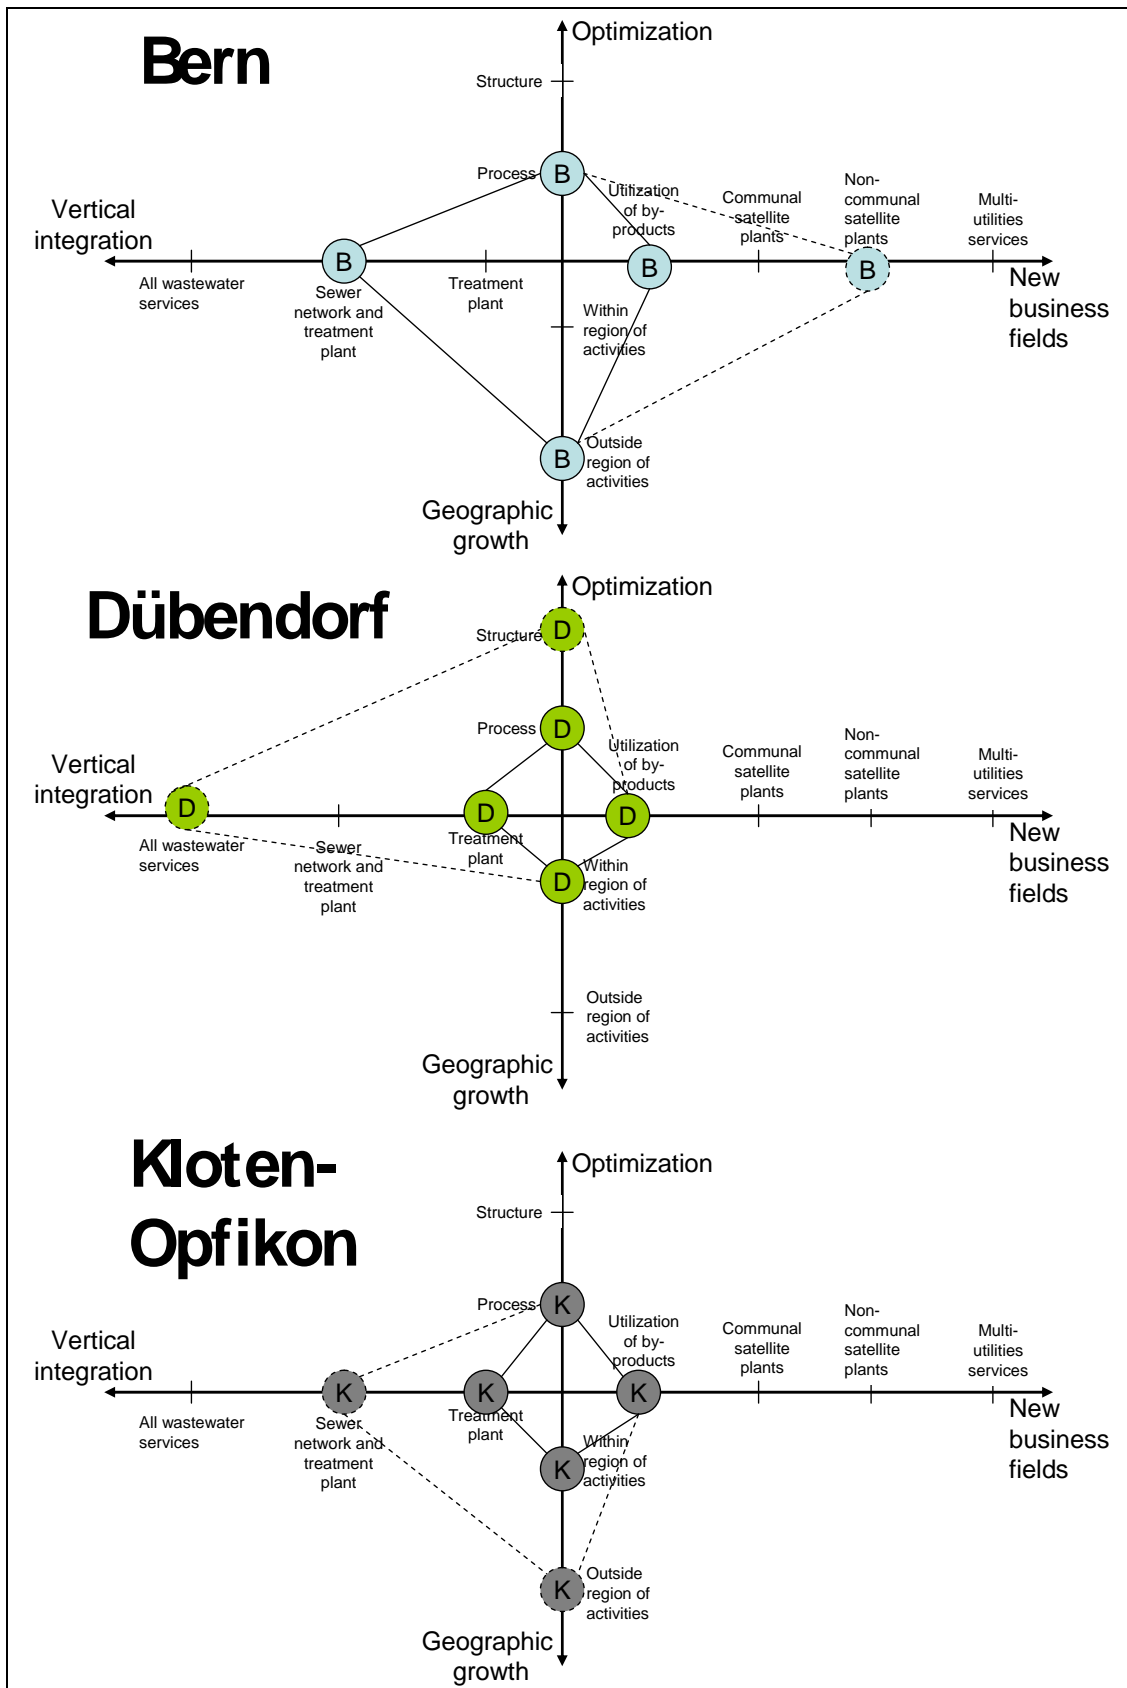 Bern
Optimization
Structure
Process
B
Utilization
of by-
products
Communal
satellite
plants
Non-
communal
satellite
plants
Multi-
utilities
services
Vertical
integration
B
B
B
New
business
fields
All wastewater
services
Sewer
network and
treatment
plant
Treatment
plant
Within
region of
activities
B
Outside
region of
activities
Geographic
growth
Dübendorf
Optimization
Structure
D
Process
D
Utilization
of by-
products
Communal
satellite
plants
Non-
communal
satellite
plants
Multi-
utilities
services
Vertical
integration
D
D
D
New
business
fields
All wastewater
services
Sewer
network and
treatment
plant
Treatment
plant
D
Within
region of
activities
Outside
region of
activities
Geographic
growth
Kloten-
Opfikon
Optimization
Structure
Process
K
Utilization
of by-
products
Communal
satellite
plants
Non-
communal
satellite
plants
Multi-
utilities
services
Vertical
integration
K
K
K
New
business
fields
All wastewater
services
Sewer
network and
treatment
plant
Treatment
plant
K
Within
region of
activities
K
Outside
region of
activities
Geographic
growth